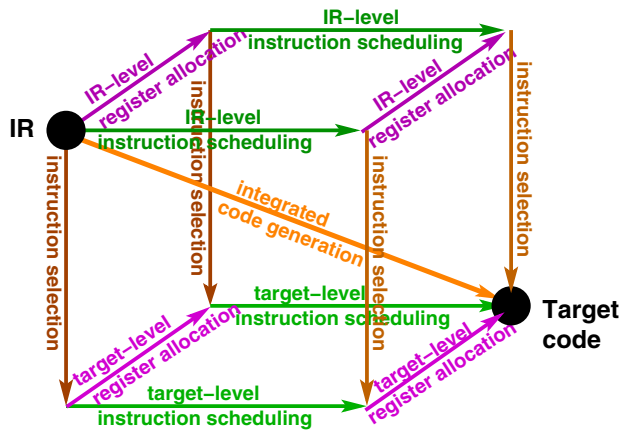 IR−level
instruction scheduling
IR−level
register allocation
IR−level
register allocation
IR
IR−level
instruction scheduling
instruction selection
instruction selection
instruction selection
instruction selection
integrated
code generation
target−level
instruction scheduling
Target
code
target−level
register allocation
target−level
register allocation
target−level
instruction scheduling